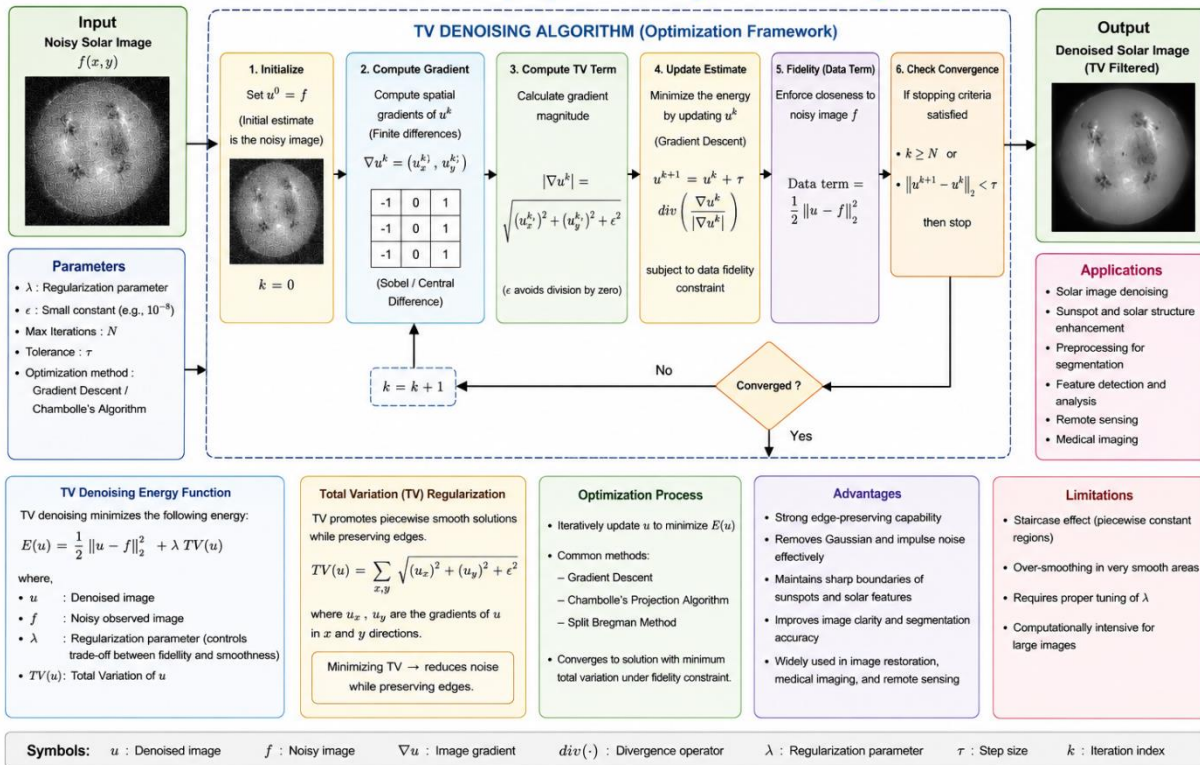 Input
Noisy Solar Image
f(x, y)
Parameters
• λ : Regularization parameter
• ϵ : Small constant (e.g., 10⁻⁸)
• Max Iterations : N
• Tolerance : τ
• Optimization method :
Gradient Descent /
Chambolle's Algorithm
TV DENOISING ALGORITHM (Optimization Framework)
1. Initialize
Set u⁰ = f
(Initial estimate
is the noisy image)
k = 0
2. Compute Gradient
Compute spatial
gradients of uᵏ
(Finite differences)
∇uᵏ = (uₓᵏ, u_yᵏ)
-1 0 1
-1 0 1
-1 0 1
(Sobel / Central
Difference)
3. Compute TV Term
Calculate gradient
magnitude
|∇uᵏ| =
√((uₓᵏ)² + (u_yᵏ)² + ϵ²)
(ϵ avoids division by zero)
4. Update Estimate
Minimize the energy
by updating uᵏ
(Gradient Descent)
uᵏ⁺¹ = uᵏ + τ
div (∇uᵏ / |∇uᵏ|)
subject to data fidelity
constraint
5. Fidelity (Data Term)
Enforce closeness to
noisy image f
Data term =
1/2 ‖u − f‖₂²
6. Check Convergence
If stopping criteria
satisfied
• k ≥ N or
• ‖uᵏ⁺¹ − uᵏ‖₂ < τ
then stop
k = k + 1
No
Converged ?
Yes
Output
Denoised Solar Image
(TV Filtered)
Applications
• Solar image denoising
• Sunspot and solar structure
enhancement
• Preprocessing for
segmentation
• Feature detection and
analysis
• Remote sensing
• Medical imaging
TV Denoising Energy Function
TV denoising minimizes the following energy:
E(u) = 1/2 ‖u − f‖₂² + λ TV(u)
where,
• u : Denoised image
• f : Noisy observed image
• λ : Regularization parameter (controls
trade-off between fidellity and smoothness)
• TV(u): Total Variation of u
Total Variation (TV) Regularization
TV promotes piecewise smooth solutions
while preserving edges.
TV(u) = ∑x,y √((uₓ)² + (u_y)² + ϵ²)
where uₓ , u_y are the gradients of u
in x and y directions.
Minimizing TV → reduces noise
while preserving edges.
Optimization Process
• Iteratively update u to minimize E(u)
• Common methods:
– Gradient Descent
– Chambolle's Projection Algorithm
– Split Bregman Method
• Converges to solution with minimum
total variation under fidelity constraint.
Advantages
• Strong edge-preserving capability
• Removes Gaussian and impulse noise
effectively
• Maintains sharp boundaries of
sunspots and solar features
• Improves image clarity and segmentation
accuracy
• Widely used in image restoration,
medical imaging, and remote sensing
Limitations
• Staircase effect (piecewise constant
regions)
• Over-smoothing in very smooth areas
• Requires proper tuning of λ
• Computationally intensive for
large images
Symbols: u : Denoised image f : Noisy image ∇u : Image gradient div(·) : Divergence operator λ : Regularization parameter τ : Step size k : Iteration index